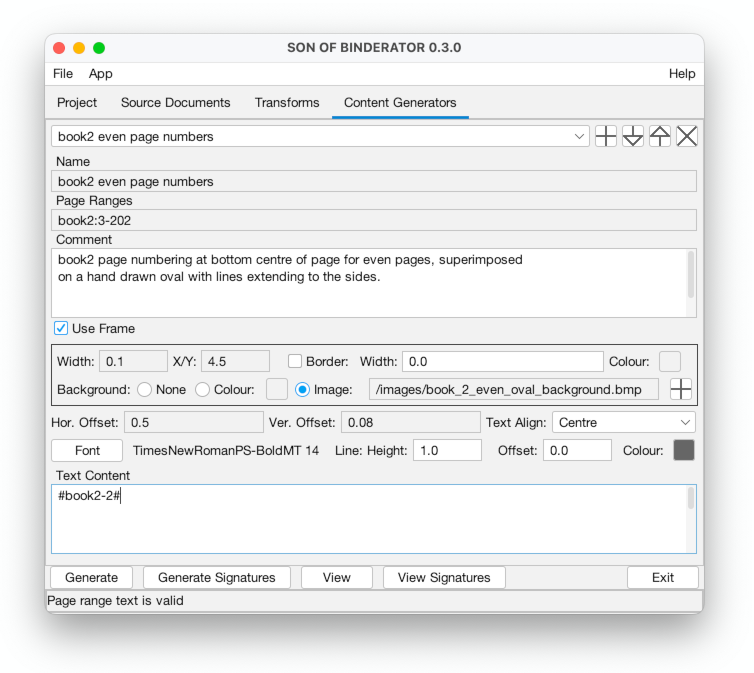 SON OF BINDERATOR 0.3.0
File App Help
Project Source Documents Transforms Content Generators
book2 even page numbers
Name
book2 even page numbers
Page Ranges
book2:3-202
Comment
book2 page numbering at bottom centre of page for even pages, superimposed
on a hand drawn oval with lines extending to the sides.
Use Frame
Width: 0.1 X/Y: 4.5 Border: Width: 0.0 Colour:
Background: None Colour: Image: /images/book_2_even_oval_background.bmp
Hor. Offset: 0.5 Ver. Offset: 0.08 Text Align: Centre
Font TimesNewRomanPS-BoldMT 14 Line: Height: 1.0 Offset: 0.0 Colour:
Text Content
#book2-2#
Generate Generate Signatures View View Signatures Exit
Page range text is valid